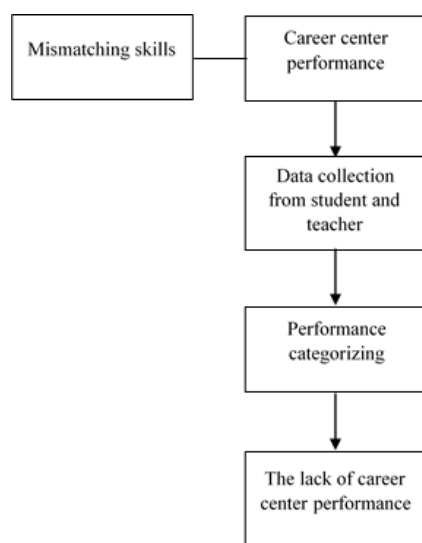 Mismatching skills
Career center
performance
Data collection
from student and
teacher
Performance
categorizing
The lack of career
center performance